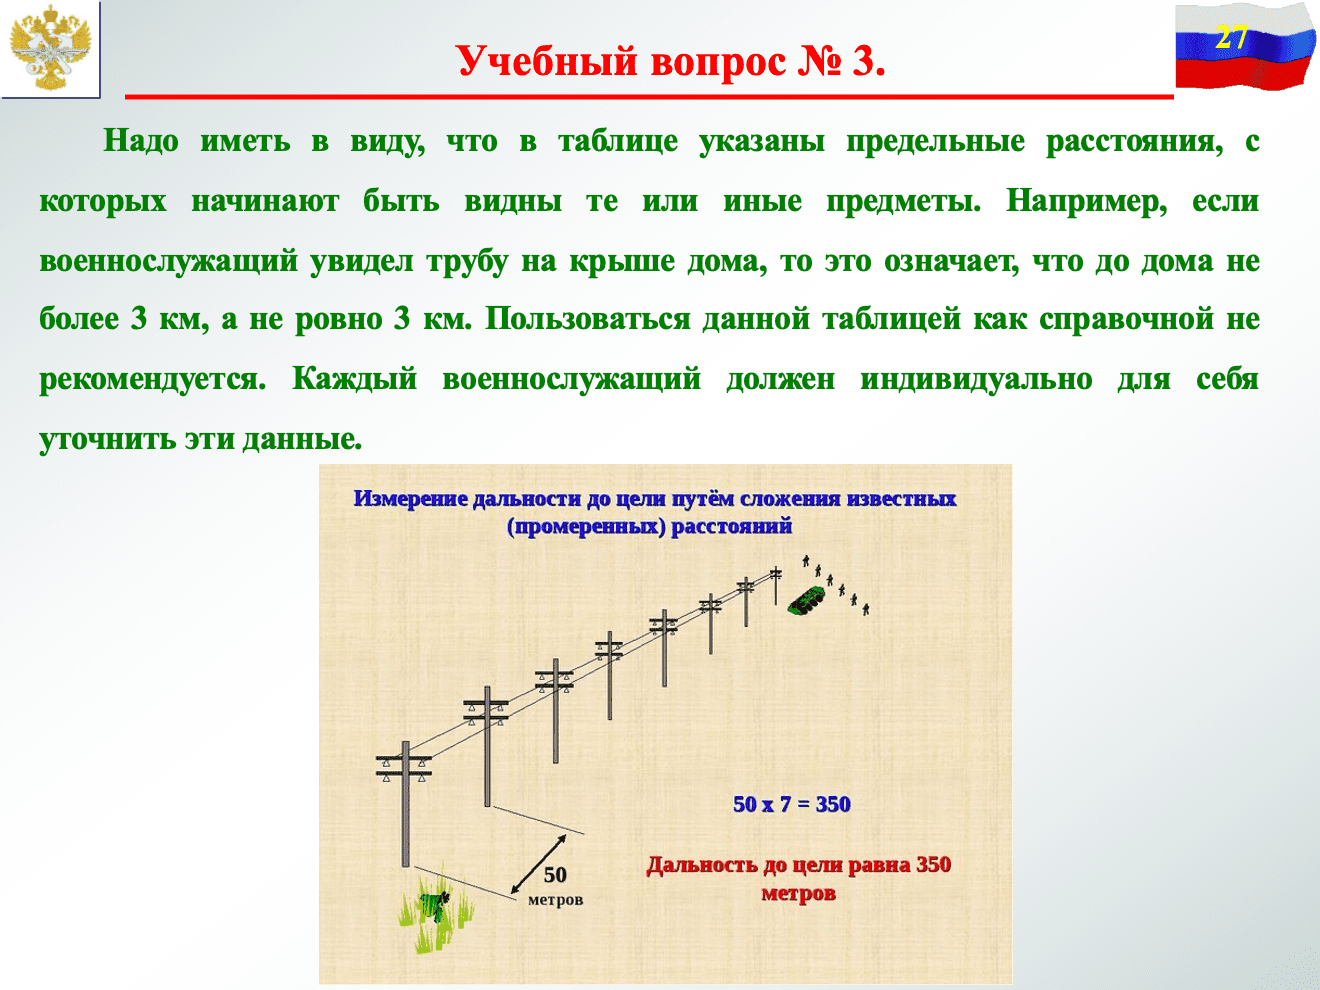 27
Учебный вопрос № 3.
Надо иметь в виду, что в таблице указаны предельные расстояния, с
которых начинают быть видны те или иные предметы. Например, если
военнослужащий увидел трубу на крыше дома, то это означает, что до дома не
более 3 км, а не ровно 3 км. Пользоваться данной таблицей как справочной не
рекомендуется. Каждый военнослужащий должен индивидуально для себя
уточнить эти данные.
Измерение дальности до цели путём сложения известных
(промеренных) расстояний
50 х 7 = 350
Дальность до цели равна 350
метров
50
метров